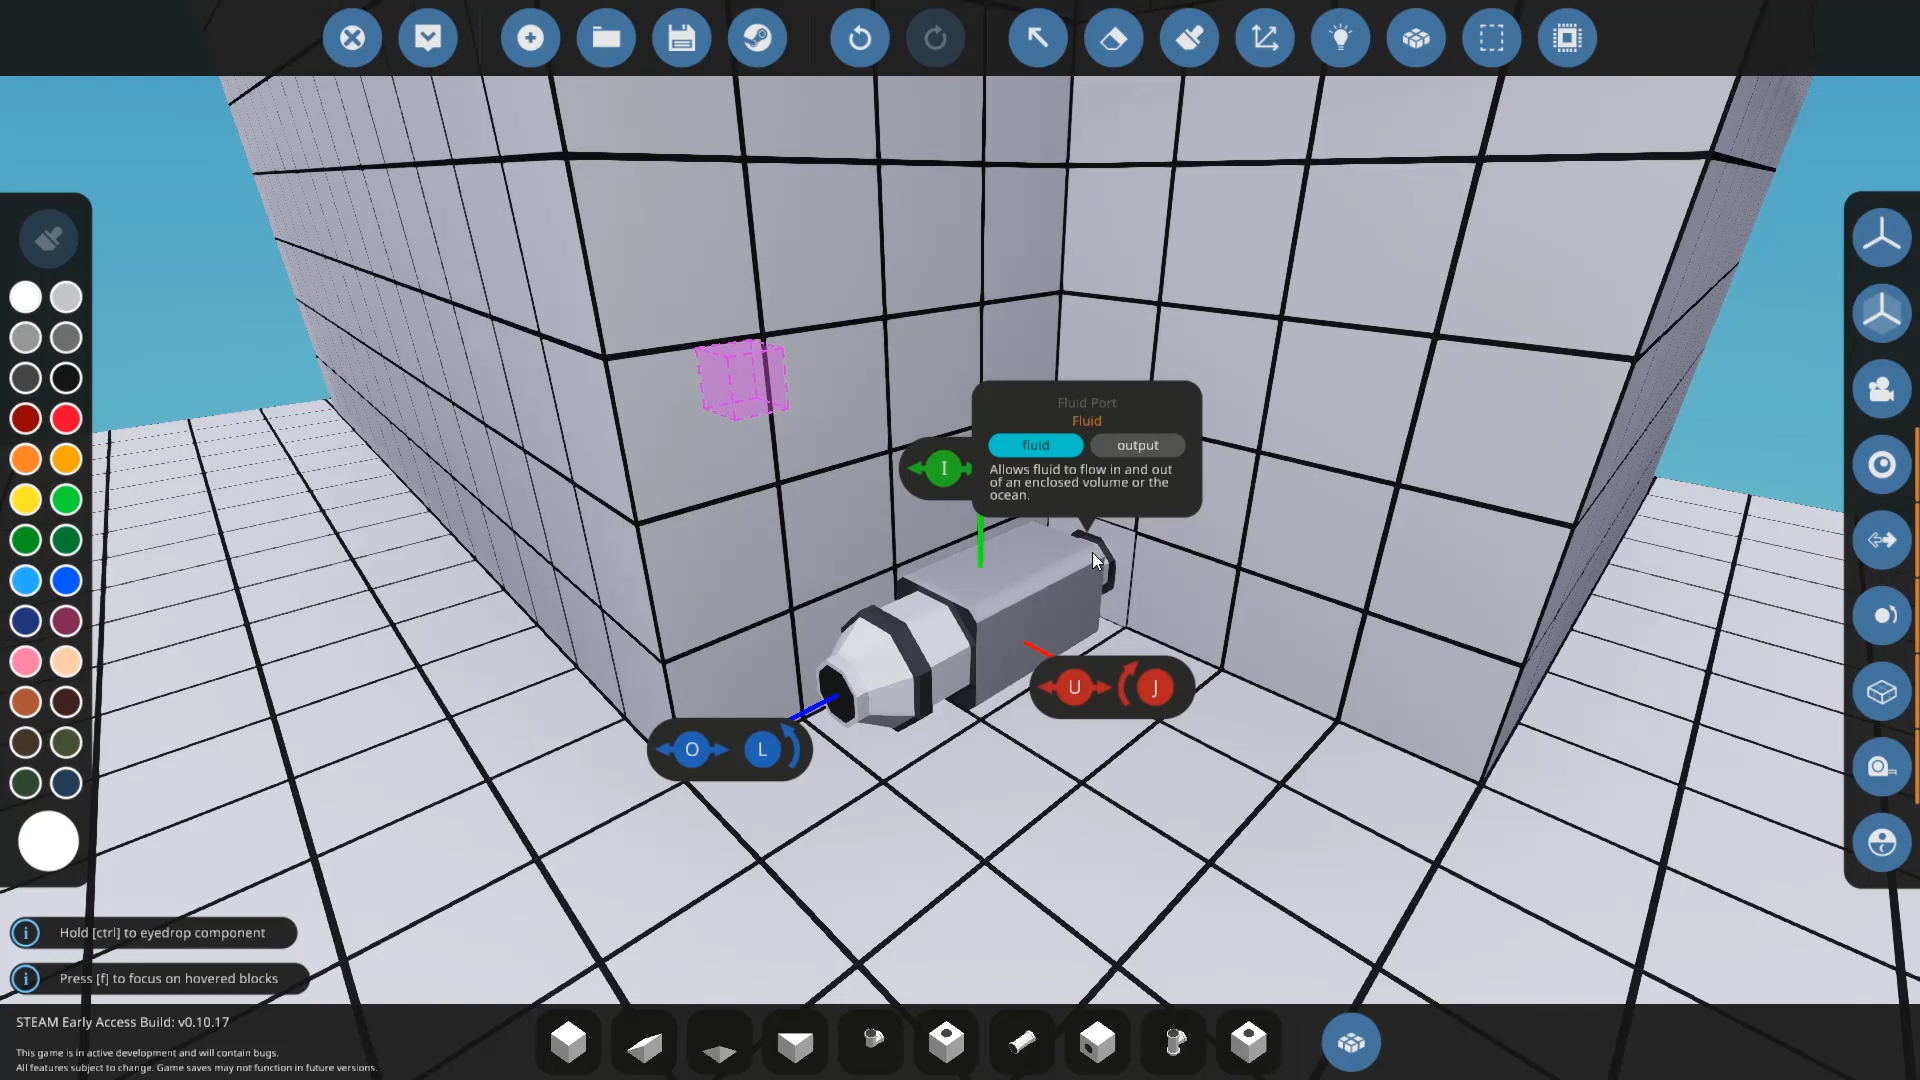 Fluid Port
Fluid
fluid output
Allows fluid to flow in and out
of an enclosed volume or the
ocean.
I
U J
O L
Hold [ctrl] to eyedrop component
Press [f] to focus on hovered blocks
STEAM Early Access Build: v0.10.17
This game is in active development and will contain bugs.
All features subject to change. Game saves may not function in future versions.